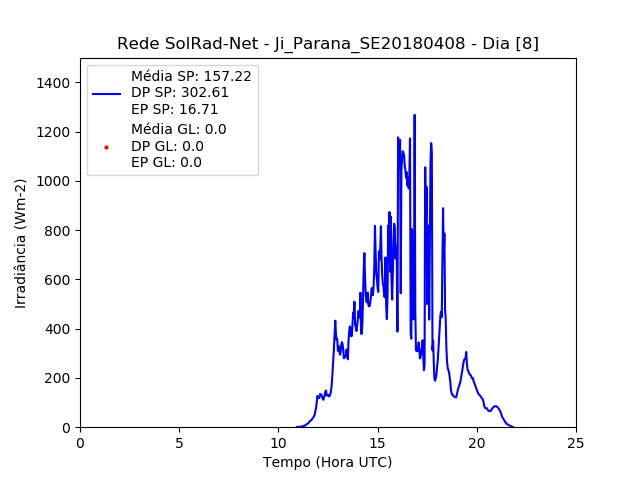 Rede SolRad-Net - Ji_Parana_SE20180408 - Dia [8]
Média SP: 157.22
DP SP: 302.61
EP SP: 16.71
Média GL: 0.0
DP GL: 0.0
EP GL: 0.0
Irradiância (Wm-2)
1400
1200
1000
800
600
400
200
0
0 5 10 15 20 25
Tempo (Hora UTC)